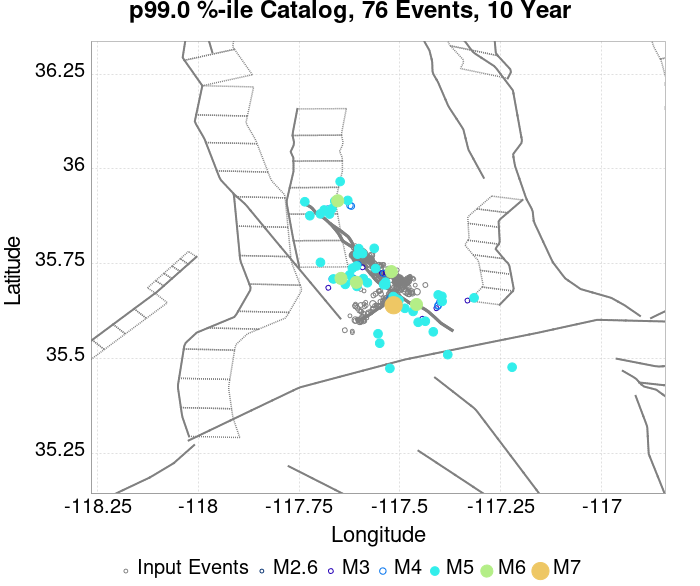 p99.0 %-ile Catalog, 76 Events, 10 Year
36.25
36
35.75
35.5
35.25
Latitude
-118.25 -118 -117.75 -117.5 -117.25 -117
Longitude
Input Events M2.6 M3 M4 M5 M6 M7